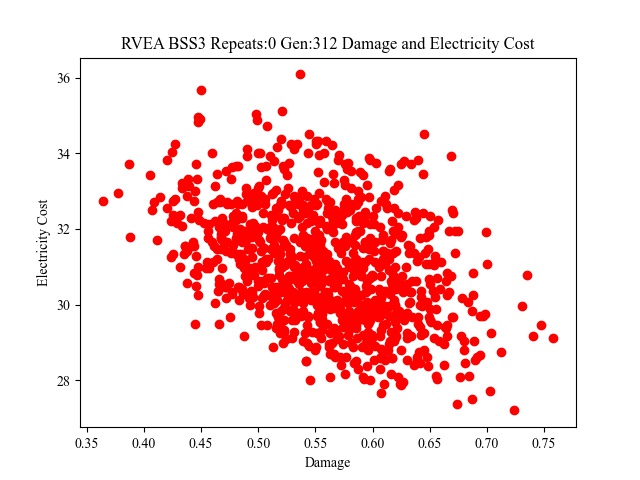 RVEA BSS3 Repeats:0 Gen:312 Damage and Electricity Cost
36
34
32
30
28
Electricity Cost
0.35 0.40 0.45 0.50 0.55 0.60 0.65 0.70 0.75
Damage